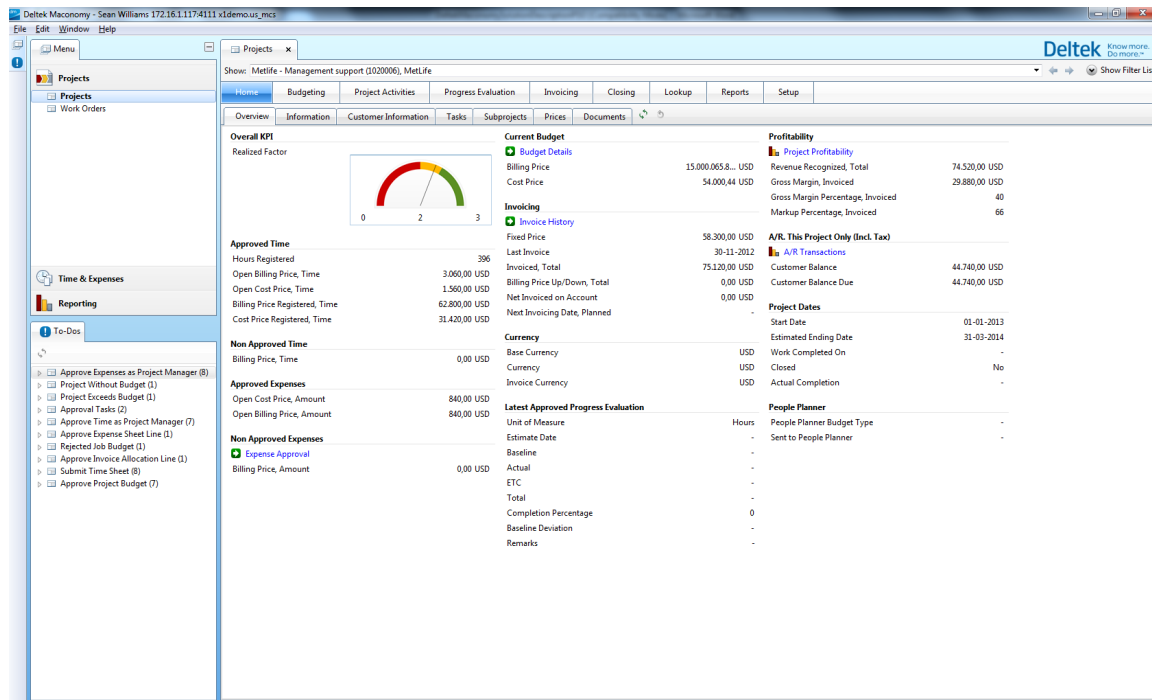 Deltek Maconomy - Sean Williams 172.16.1.117:4111 x1demo.us_mcs
File Edit Window Help
Menu
Projects
Projects
Work Orders
Time & Expenses
Reporting
To-Dos
Approve Expenses as Project Manager (8)
Project Without Budget (1)
Project Exceeds Budget (1)
Approval Tasks (2)
Approve Time as Project Manager (7)
Approve Expense Sheet Line (1)
Rejected Job Budget (1)
Approve Invoice Allocation Line (1)
Submit Time Sheet (8)
Approve Project Budget (7)
Projects
Deltek Know more. Do more.™
Show: Metlife - Management support (1020006), MetLife
Show Filter Lis
Home Budgeting Project Activities Progress Evaluation Invoicing Closing Lookup Reports Setup
Overview Information Customer Information Tasks Subprojects Prices Documents
Overall KPI
Realized Factor
0 2 3
Approved Time
Hours Registered 396
Open Billing Price, Time 3.060,00 USD
Open Cost Price, Time 1.560,00 USD
Billing Price Registered, Time 62.800,00 USD
Cost Price Registered, Time 31.420,00 USD
Non Approved Time
Billing Price, Time 0,00 USD
Approved Expenses
Open Cost Price, Amount 840,00 USD
Open Billing Price, Amount 840,00 USD
Non Approved Expenses
Expense Approval
Billing Price, Amount 0,00 USD
Current Budget
Budget Details
Billing Price 15.000.065.8... USD
Cost Price 54.000,44 USD
Invoicing
Invoice History
Fixed Price 58.300,00 USD
Last Invoice 30-11-2012
Invoiced, Total 75.120,00 USD
Billing Price Up/Down, Total 0,00 USD
Net Invoiced on Account 0,00 USD
Next Invoicing Date, Planned -
Currency
Base Currency USD
Currency USD
Invoice Currency USD
Latest Approved Progress Evaluation
Unit of Measure Hours
Estimate Date -
Baseline -
Actual -
ETC -
Total -
Completion Percentage 0
Baseline Deviation -
Remarks -
Profitability
Project Profitability
Revenue Recognized, Total 74.520,00 USD
Gross Margin, Invoiced 29.880,00 USD
Gross Margin Percentage, Invoiced 40
Markup Percentage, Invoiced 66
A/R. This Project Only (Incl. Tax)
A/R Transactions
Customer Balance 44.740,00 USD
Customer Balance Due 44.740,00 USD
Project Dates
Start Date 01-01-2013
Estimated Ending Date 31-03-2014
Work Completed On -
Closed No
Actual Completion -
People Planner
People Planner Budget Type -
Sent to People Planner -